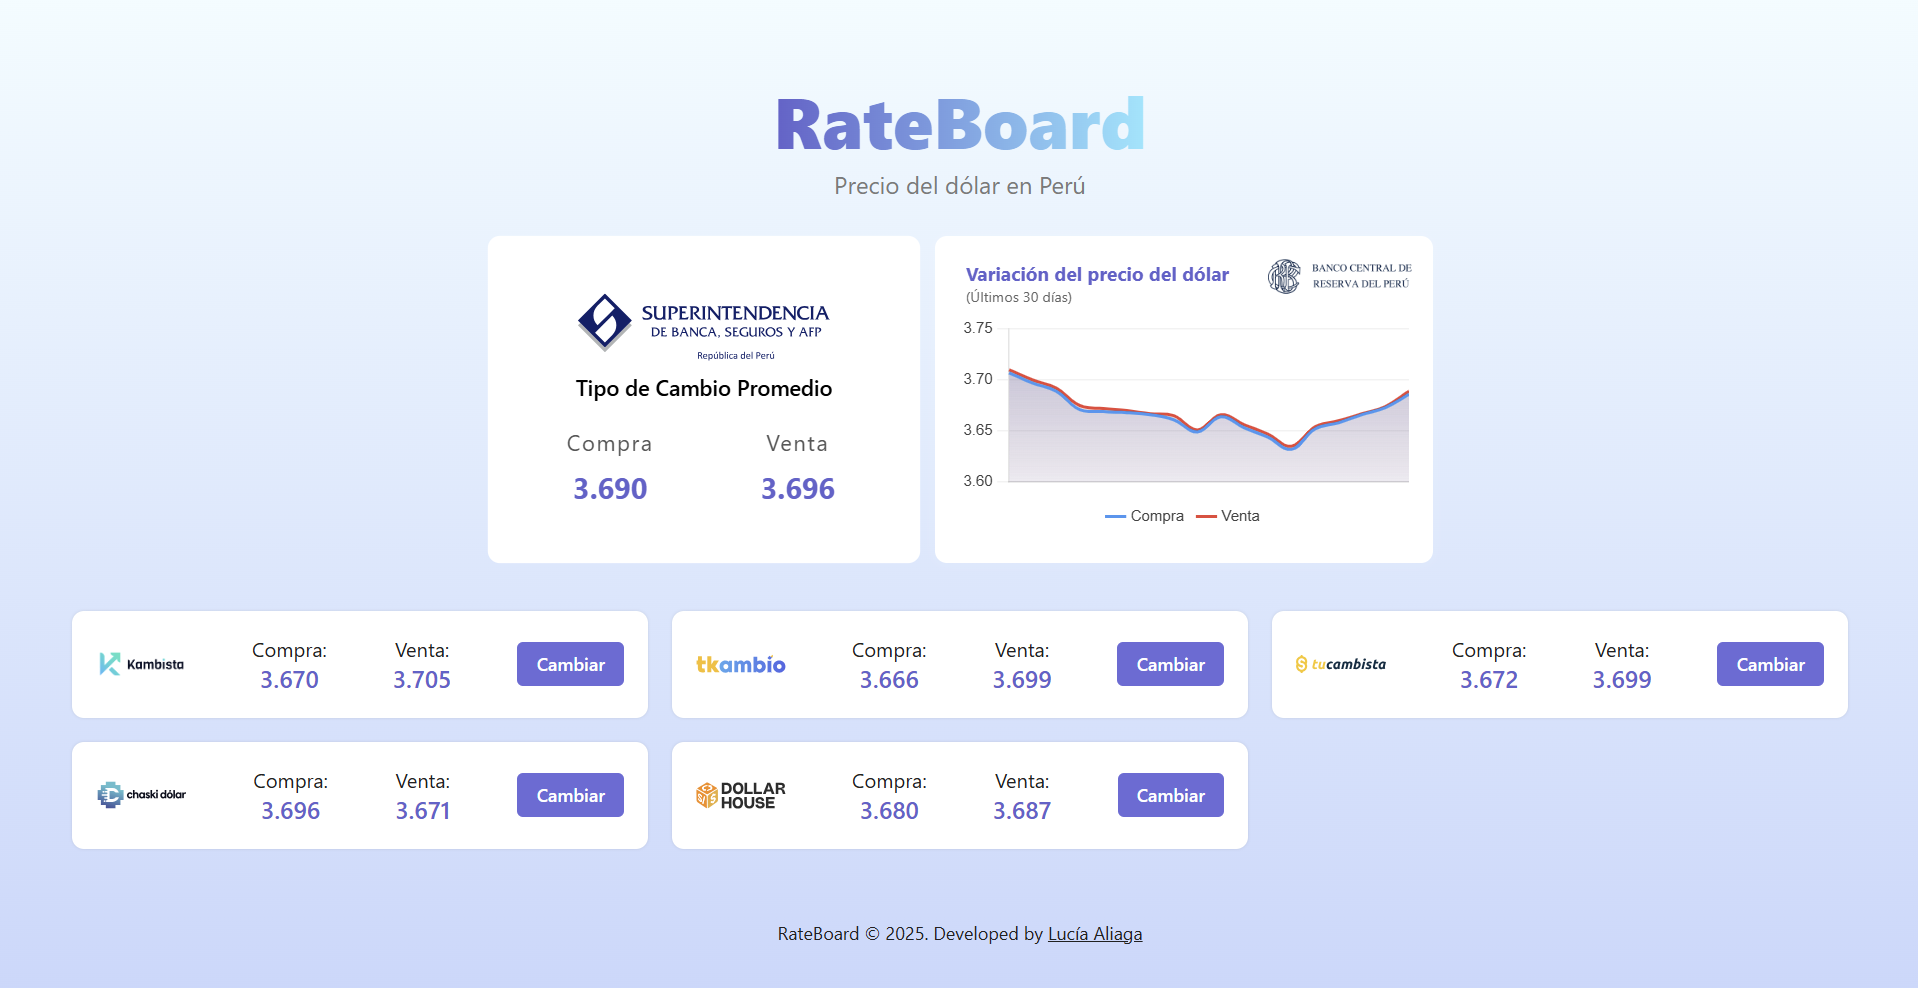 RateBoard
Precio del dólar en Perú
SUPERINTENDENCIA
DE BANCA, SEGUROS Y AFP
República del Perú
Tipo de Cambio Promedio
Compra Venta
3.690 3.696
Variación del precio del dólar
(Últimos 30 días)
BANCO CENTRAL DE
RESERVA DEL PERÚ
3.75
3.70
3.65
3.60
Compra Venta
Kambista
Compra: Venta:
3.670 3.705
Cambiar
tkambio
Compra: Venta:
3.666 3.699
Cambiar
tucambista
Compra: Venta:
3.672 3.699
Cambiar
chaski dólar
Compra: Venta:
3.696 3.671
Cambiar
DOLLAR
HOUSE
Compra: Venta:
3.680 3.687
Cambiar
RateBoard © 2025. Developed by Lucía Aliaga